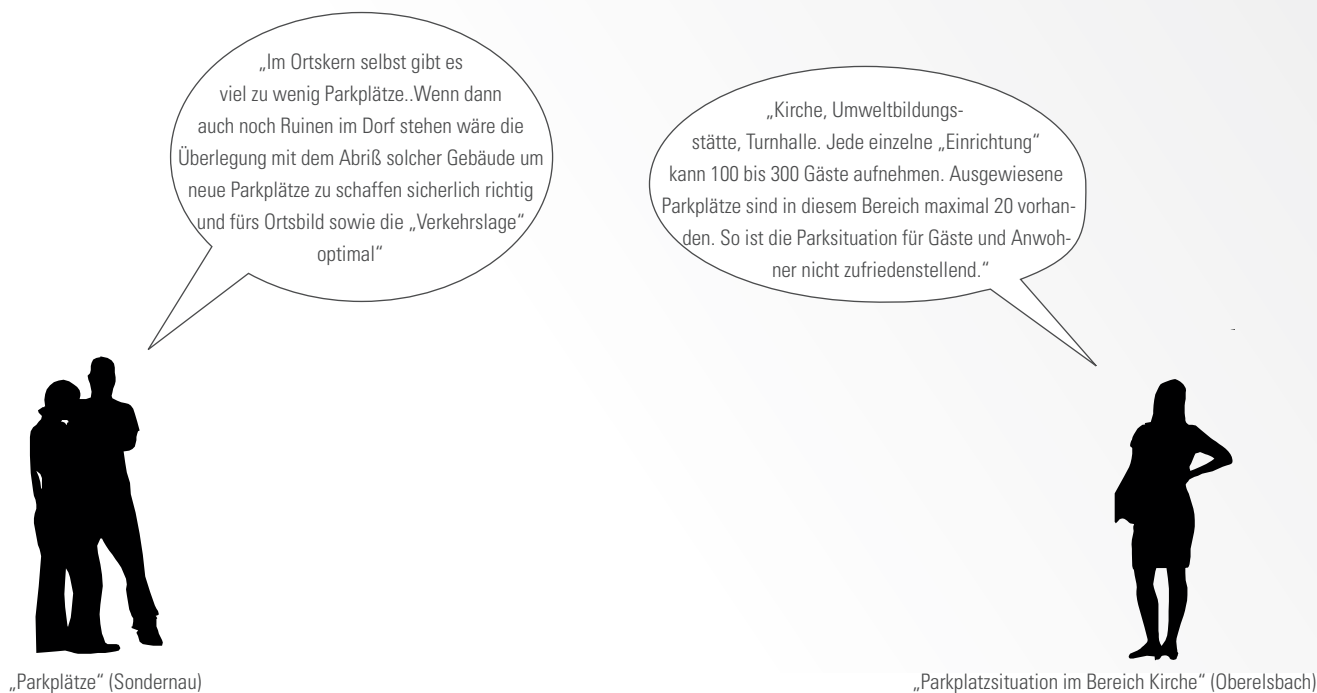 „Im Ortskern selbst gibt es
viel zu wenig Parkplätze..Wenn dann
auch noch Ruinen im Dorf stehen wäre die
Überlegung mit dem Abriß solcher Gebäude um
neue Parkplätze zu schaffen sicherlich richtig
und fürs Ortsbild sowie die „Verkehrslage“
optimal“
„Kirche, Umweltbildungs-
stätte, Turnhalle. Jede einzelne „Einrichtung“
kann 100 bis 300 Gäste aufnehmen. Ausgewiesene
Parkplätze sind in diesem Bereich maximal 20 vorhan-
den. So ist die Parksituation für Gäste und Anwoh-
ner nicht zufriedenstellend.“
„Parkplätze“ (Sondernau)
„Parkplatzsituation im Bereich Kirche“ (Oberelsbach)